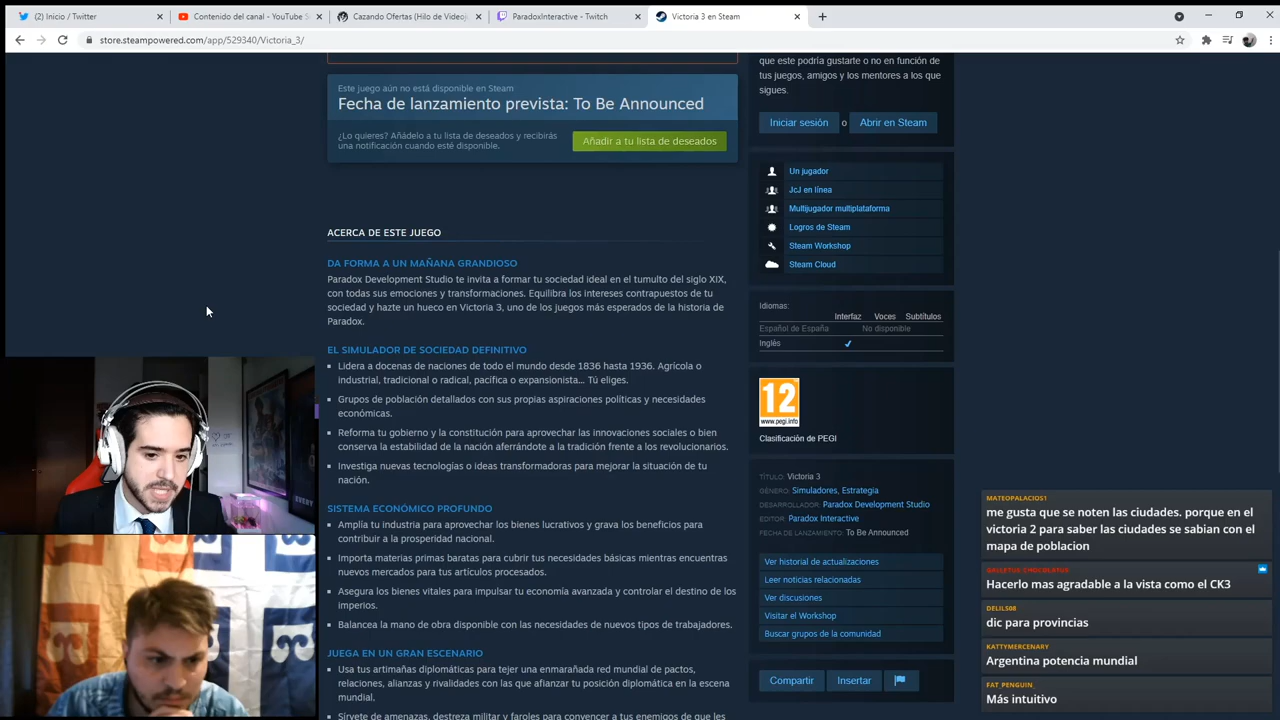 (2) Inicio / Twitter
Contenido del canal - YouTube S
Cazando Ofertas (Hilo de Videoju
ParadoxInteractive - Twitch
Victoria 3 en Steam
store.steampowered.com/app/529340/Victoria_3/
Este juego aún no está disponible en Steam
Fecha de lanzamiento prevista: To Be Announced
¿Lo quieres? Añádelo a tu lista de deseados y recibirás
una notificación cuando esté disponible.
Añadir a tu lista de deseados
ACERCA DE ESTE JUEGO
DA FORMA A UN MAÑANA GRANDIOSO
Paradox Development Studio te invita a formar tu sociedad ideal en el tumulto del siglo XIX,
con todas sus emociones y transformaciones. Equilibra los intereses contrapuestos de tu
sociedad y hazte un hueco en Victoria 3, uno de los juegos más esperados de la historia de
Paradox.
EL SIMULADOR DE SOCIEDAD DEFINITIVO
Lidera a docenas de naciones de todo el mundo desde 1836 hasta 1936. Agrícola o
industrial, tradicional o radical, pacífica o expansionista... Tú eliges.
Grupos de población detallados con sus propias aspiraciones políticas y necesidades
económicas.
Reforma tu gobierno y la constitución para aprovechar las innovaciones sociales o bien
conserva la estabilidad de la nación aferrándote a la tradición frente a los revolucionarios.
Investiga nuevas tecnologías o ideas transformadoras para mejorar la situación de tu
nación.
SISTEMA ECONÓMICO PROFUNDO
Amplía tu industria para aprovechar los bienes lucrativos y grava los beneficios para
contribuir a la prosperidad nacional.
Importa materias primas baratas para cubrir tus necesidades básicas mientras encuentras
nuevos mercados para tus artículos procesados.
Asegura los bienes vitales para impulsar tu economía avanzada y controlar el destino de los
imperios.
Balancea la mano de obra disponible con las necesidades de nuevos tipos de trabajadores.
JUEGA EN UN GRAN ESCENARIO
Usa tus artimañas diplomáticas para tejer una enmarañada red mundial de pactos,
relaciones, alianzas y rivalidades con las que afianzar tu posición diplomática en la escena
mundial.
Sírvete de amenazas, destreza militar y faroles para convencer a tus enemigos de que les
que este podría gustarte o no en función de
tus juegos, amigos y los mentores a los que
sigues.
Iniciar sesión o Abrir en Steam
Un jugador
JcJ en línea
Multijugador multiplataforma
Logros de Steam
Steam Workshop
Steam Cloud
Idiomas:
Interfaz Voces Subtítulos
Español de España No disponible
Inglés ✔
12
www.pegi.info
Clasificación de PEGI
TÍTULO: Victoria 3
GÉNERO: Simuladores, Estrategia
DESARROLLADOR: Paradox Development Studio
EDITOR: Paradox Interactive
FECHA DE LANZAMIENTO: To Be Announced
Ver historial de actualizaciones
Leer noticias relacionadas
Ver discusiones
Visitar el Workshop
Buscar grupos de la comunidad
Compartir Insertar
MATEOPALACIOS1
me gusta que se noten las ciudades. porque en el
victoria 2 para saber las ciudades se sabian con el
mapa de poblacion
Hacerlo mas agradable a la vista como el CK3
DELILS08
dic para provincias
KATTYMERCENARY
Argentina potencia mundial
FAT_PENGUIN_
Más intuitivo